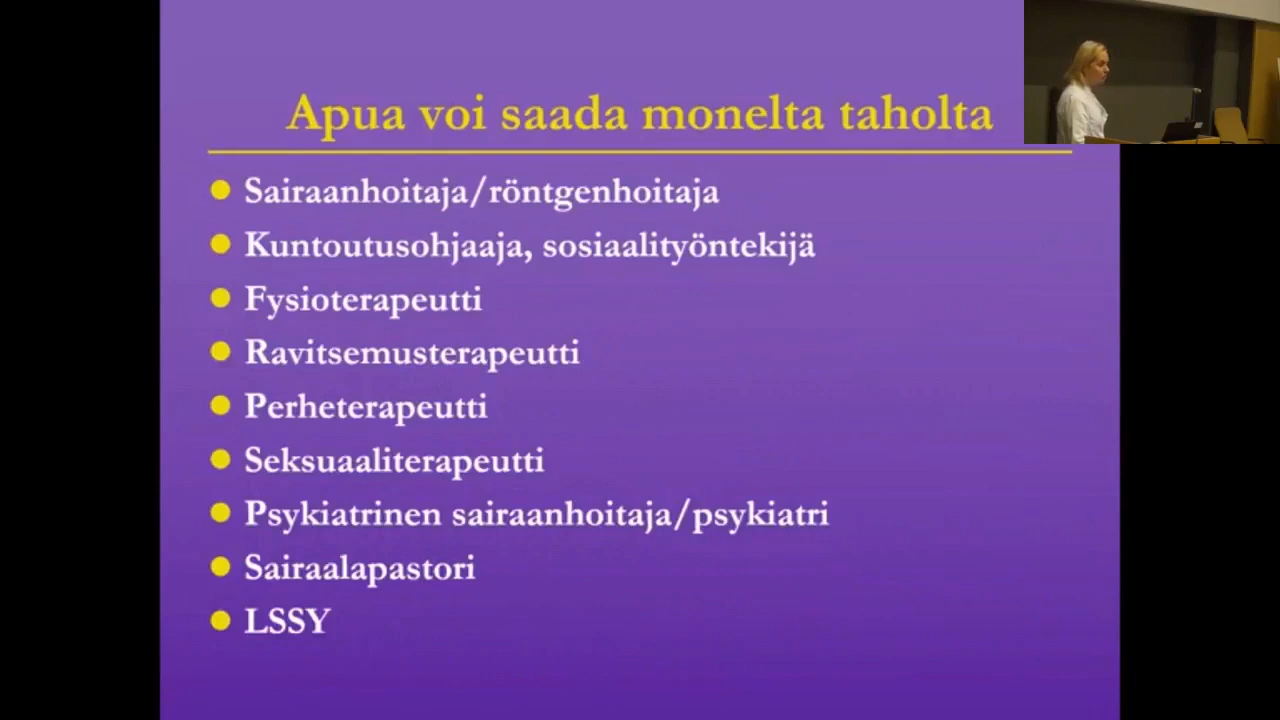 Apua voi saada monelta taholta
Sairaanhoitaja/röntgenhoitaja
Kuntoutusohjaaja, sosiaalityöntekijä
Fysioterapeutti
Ravitsemusterapeutti
Perheterapeutti
Seksuaaliterapeutti
Psykiatrinen sairaanhoitaja/psykiatri
Sairaalapastori
LSSY